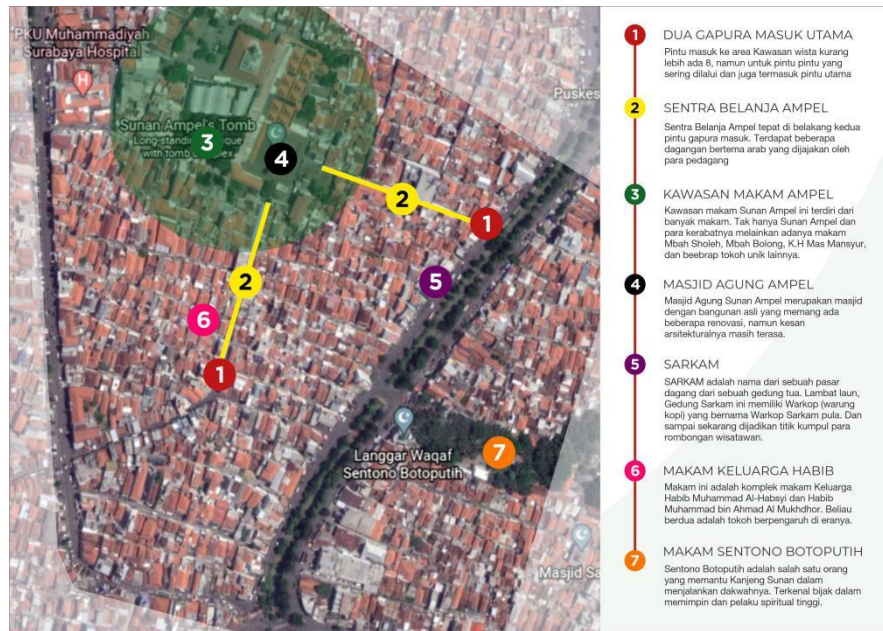 PKU Muhammadiyah
Surabaya Hospital
H
Puskes
Sunan Ampel's Tomb
Long-standing
with tomb
3
4
2
1
2
5
6
1
Langgar Waqaf
Sentono Botoputih
7
Masjid Sa
1 DUA GAPURA MASUK UTAMA
Pintu masuk ke area Kawasan wista kurang
lebih ada 8, namun untuk pintu pintu yang
sering dilalui dan juga termasuk pintu utama
2 SENTRA BELANJA AMPEL
Sentra Belanja Ampel tepat di belakang kedua
pintu gapura masuk. Terdapat beberapa
dagangan bertema arab yang dijajakan oleh
para pedagang
3 KAWASAN MAKAM AMPEL
Kawasan makam Sunan Ampel ini terdiri dari
banyak makam. Tak hanya Sunan Ampel dan
para kerabatnya melainkan adanya makam
Mbah Sholeh, Mbah Bolong, K.H Mas Mansyur,
dan beebrap tokoh unik lainnya.
4 MASJID AGUNG AMPEL
Masjid Agung Sunan Ampel merupakan masjid
dengan bangunan asli yang memang ada
beberapa renovasi, namun kesan
arsitekturalnya masih terasa.
5 SARKAM
SARKAM adalah nama dari sebuah pasar
dagang dari sebuah gedung tua. Lambat laun,
Gedung Sarkam ini memiliki Warkop (warung
kopi) yang bernama Warkop Sarkam pula. Dan
sampai sekarang dijadikan titik kumpul para
rombongan wisatawan.
6 MAKAM KELUARGA HABIB
Makam ini adalah komplek makam Keluarga
Habib Muhammad Al-Habsyi dan Habib
Muhammad bin Ahmad Al Mukhdhor. Beliau
berdua adalah tokoh berpengaruh di eranya.
7 MAKAM SENTONO BOTOPUTIH
Sentono Botoputih adalah salah satu orang
yang memantu Kanjeng Sunan dalam
menjalankan dakwahnya. Terkenal bijak dalam
memimpin dan pelaku spiritual tinggi.